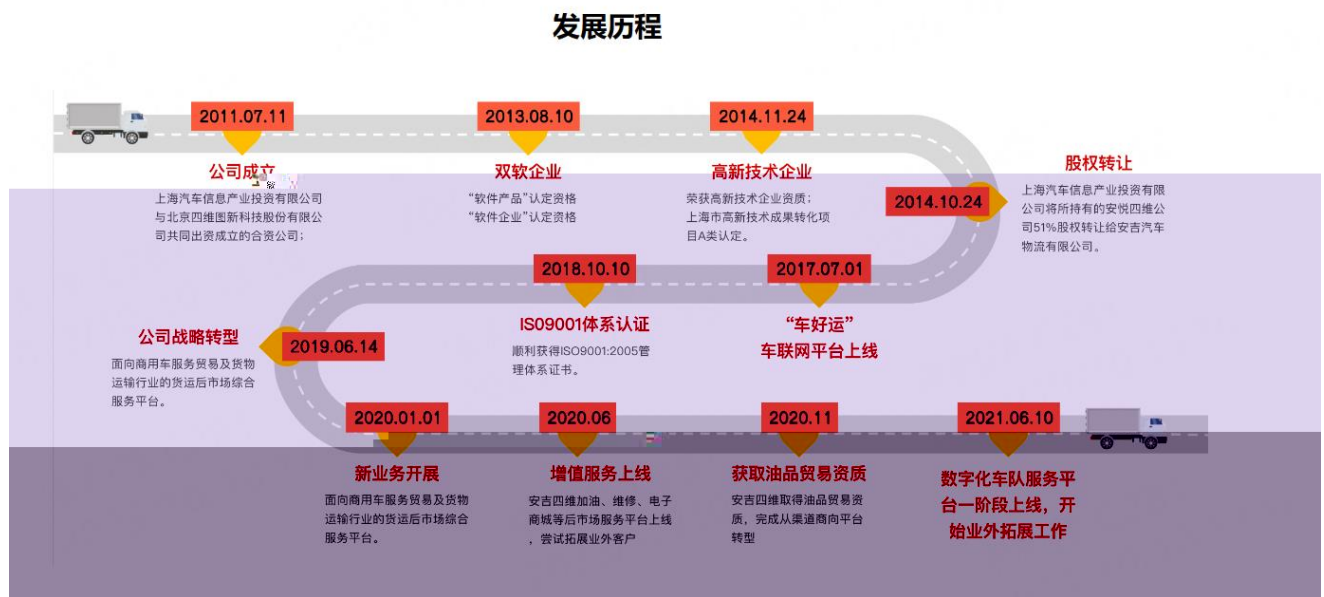 发展历程
2011.07.11
公司成立
上海汽车信息产业投资有限公司
与北京四维图新科技股份有限公
司共同出资成立的合资公司；
2013.08.10
双软企业
“软件产品”认定资格
“软件企业”认定资格
2014.11.24
高新技术企业
荣获高新技术企业资质；
上海市高新技术成果转化项
目A类认定。
2014.10.24
股权转让
上海汽车信息产业投资有限
公司将所持有的安悦四维公
司51%股权转让给安吉汽车
物流有限公司。
2017.07.01
“车好运”
车联网平台上线
2018.10.10
IS09001体系认证
顺利获得ISO9001:2005管
理体系证书。
2019.06.14
公司战略转型
面向商用车服务贸易及货物
运输行业的货运后市场综合
服务平台。
2020.01.01
新业务开展
面向商用车服务贸易及货物
运输行业的货运后市场综合
服务平台。
2020.06
增值服务上线
安吉四维加油、维修、电子
商城等后市场服务平台上线
，尝试拓展业外客户
2020.11
获取油品贸易资质
安吉四维取得油品贸易资
质，完成从渠道商向平台
转型
2021.06.10
数字化车队服务平
台一阶段上线，开
始业外拓展工作